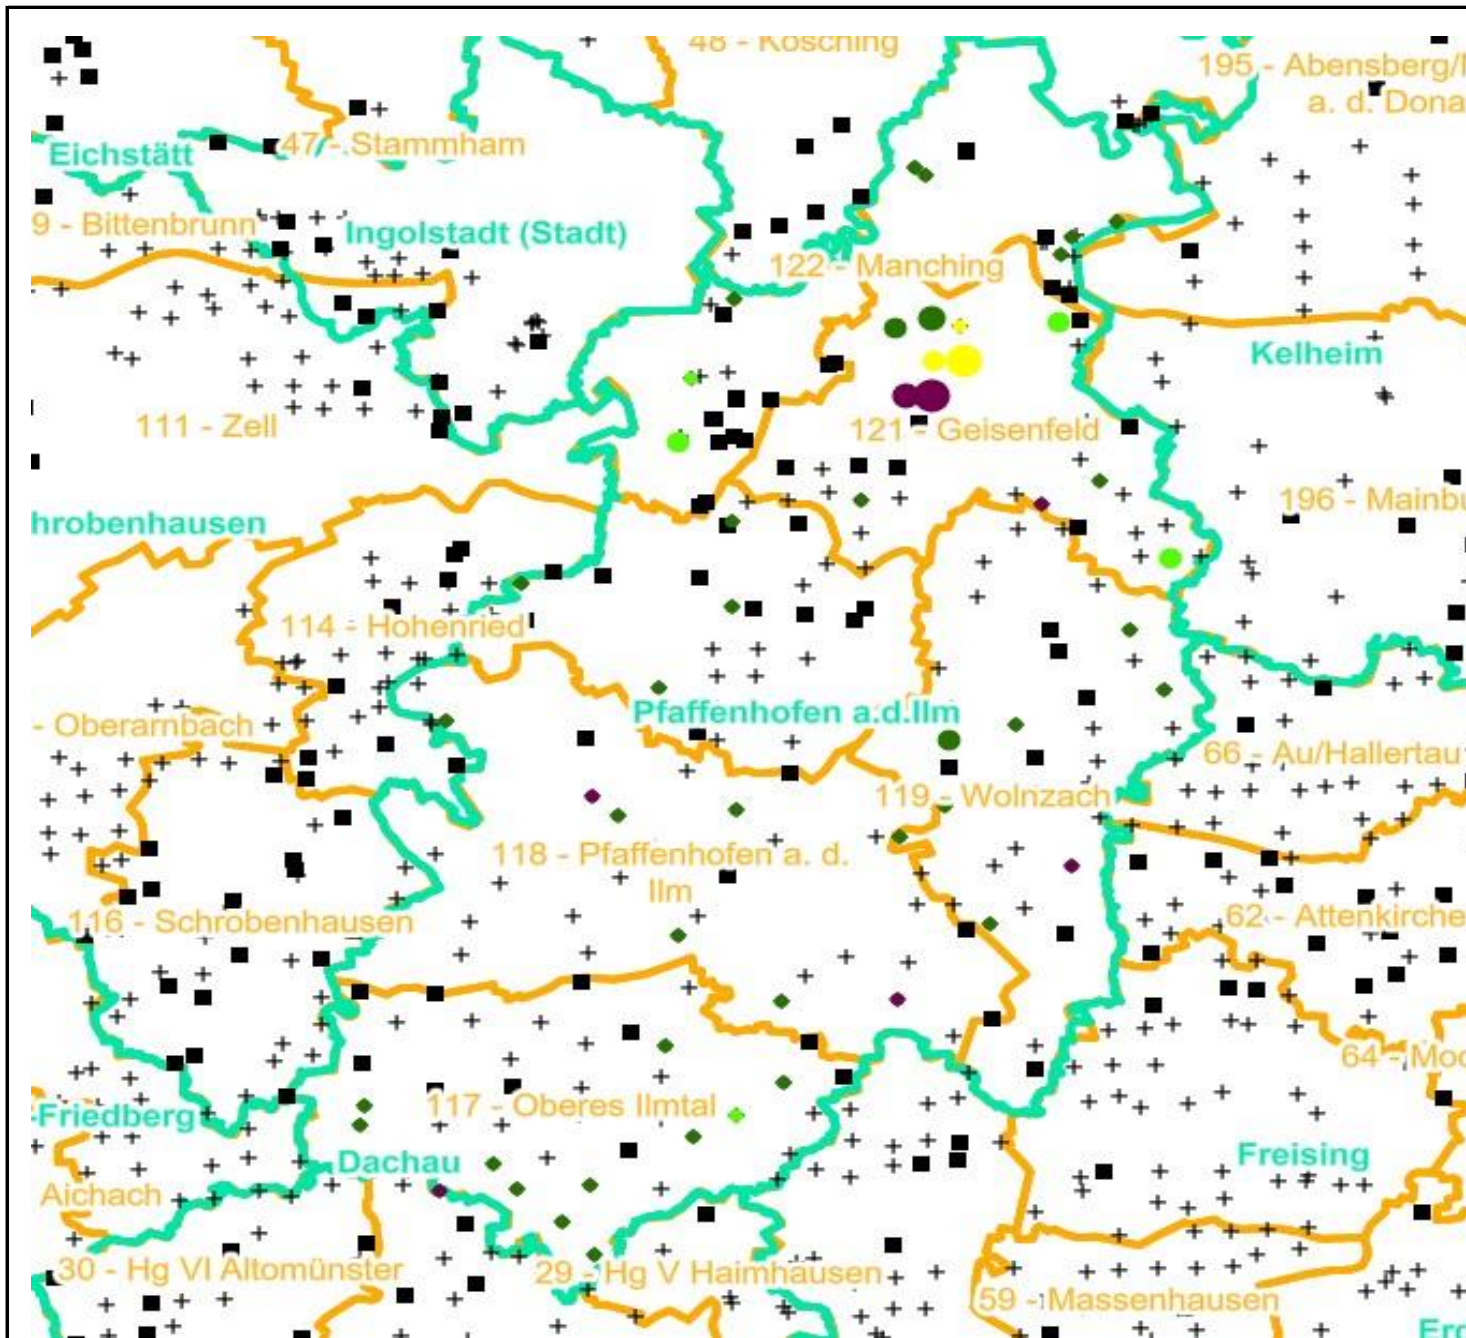 48 - Kösching
195 - Abensberg/
a. d. Dona
47 - Stammham
Eichstätt
9 - Bittenbrunn
Ingolstadt (Stadt)
122 - Manching
Kelheim
111 - Zell
121 - Geisenfeld
196 - Mainbu
hrobenhausen
114 - Hohenried
- Oberarnbach
Pfaffenhofen a.d.Ilm
66 - Au/Hallertau
119 - Wolnzach
118 - Pfaffenhofen a. d.
Ilm
116 - Schrobenhausen
62 - Attenkirche
64 - Moo
117 - Oberes Ilmtal
Friedberg
Dachau
Freising
Aichach
30 - Hg VI Altomünster
29 - Hg V Haimhausen
59 - Massenhausen
Erd